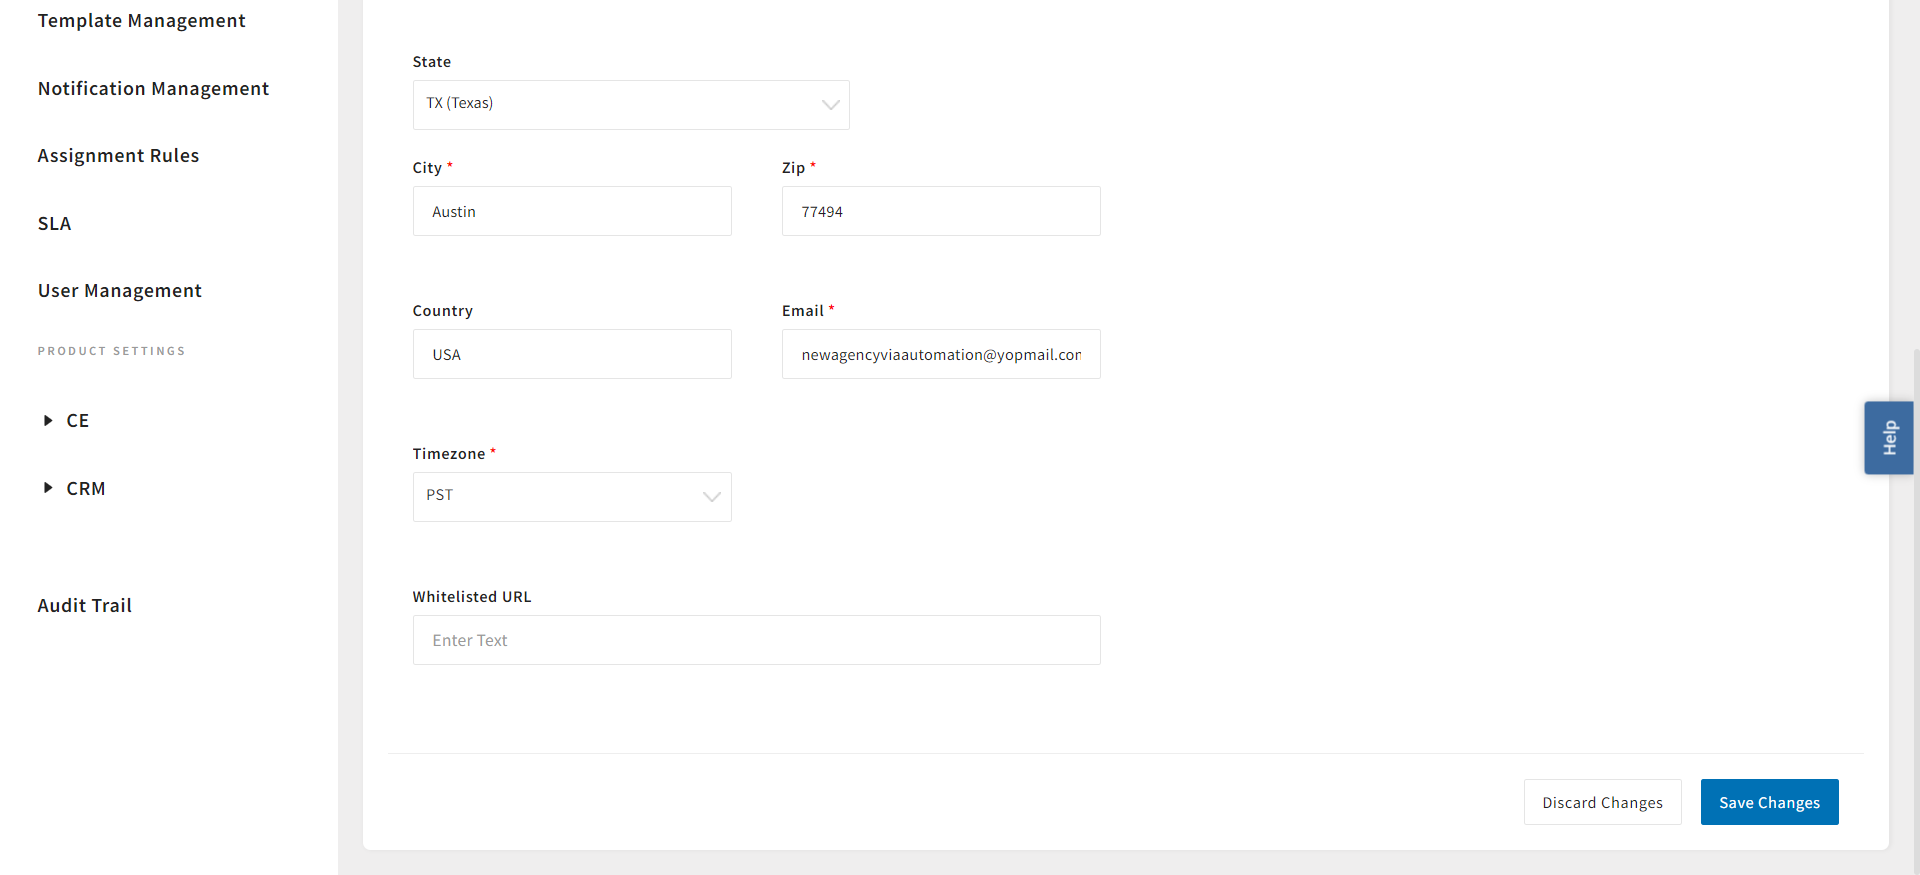 Template Management
Notification Management
Assignment Rules
SLA
User Management
PRODUCT SETTINGS
CE
CRM
Audit Trail
State
TX (Texas)
City *
Zip *
Austin
77494
Country
Email *
USA
newagencyviaautomation@yopmail.con
Timezone *
PST
Whitelisted URL
Enter Text
Discard Changes
Save Changes
Help